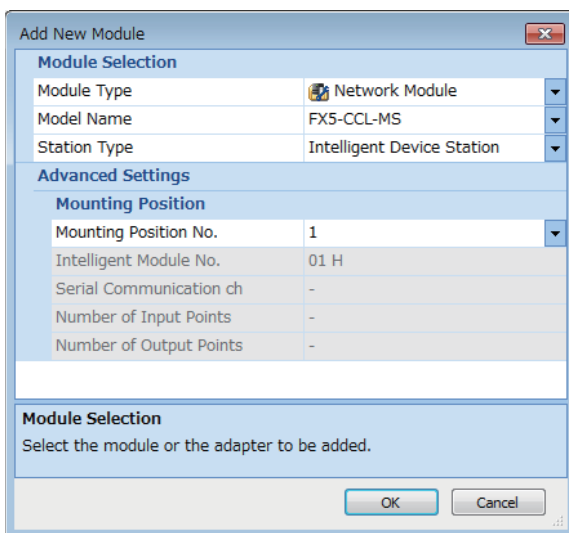 Add New Module
Module Selection
Module Type Network Module
Model Name FX5-CCL-MS
Station Type Intelligent Device Station
Advanced Settings
Mounting Position
Mounting Position No. 1
Intelligent Module No. 01 H
Serial Communication ch -
Number of Input Points -
Number of Output Points -
Module Selection
Select the module or the adapter to be added.
OK Cancel